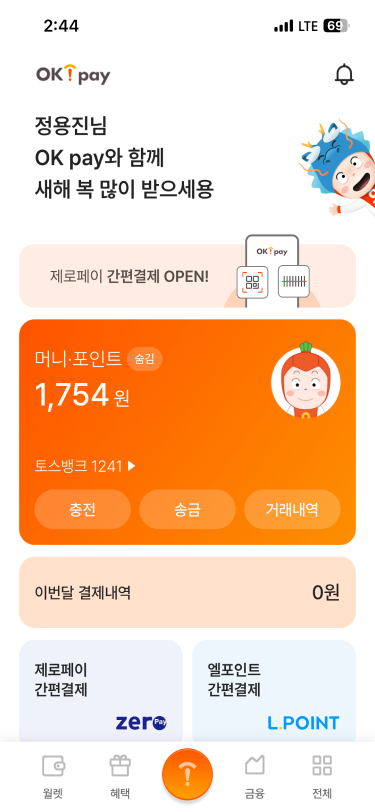 2:44
LTE 69
OK!pay
정용진님
OK pay와 함께
새해 복 많이 받으세용
제로페이 간편결제 OPEN!
OK!pay
머니·포인트 숨김
1,754 원
토스뱅크 1241
충전
송금
거래내역
이번달 결제내역
0원
제로페이
간편결제
zeroPay
엘포인트
간편결제
L.POINT
월렛
혜택
금융
전체